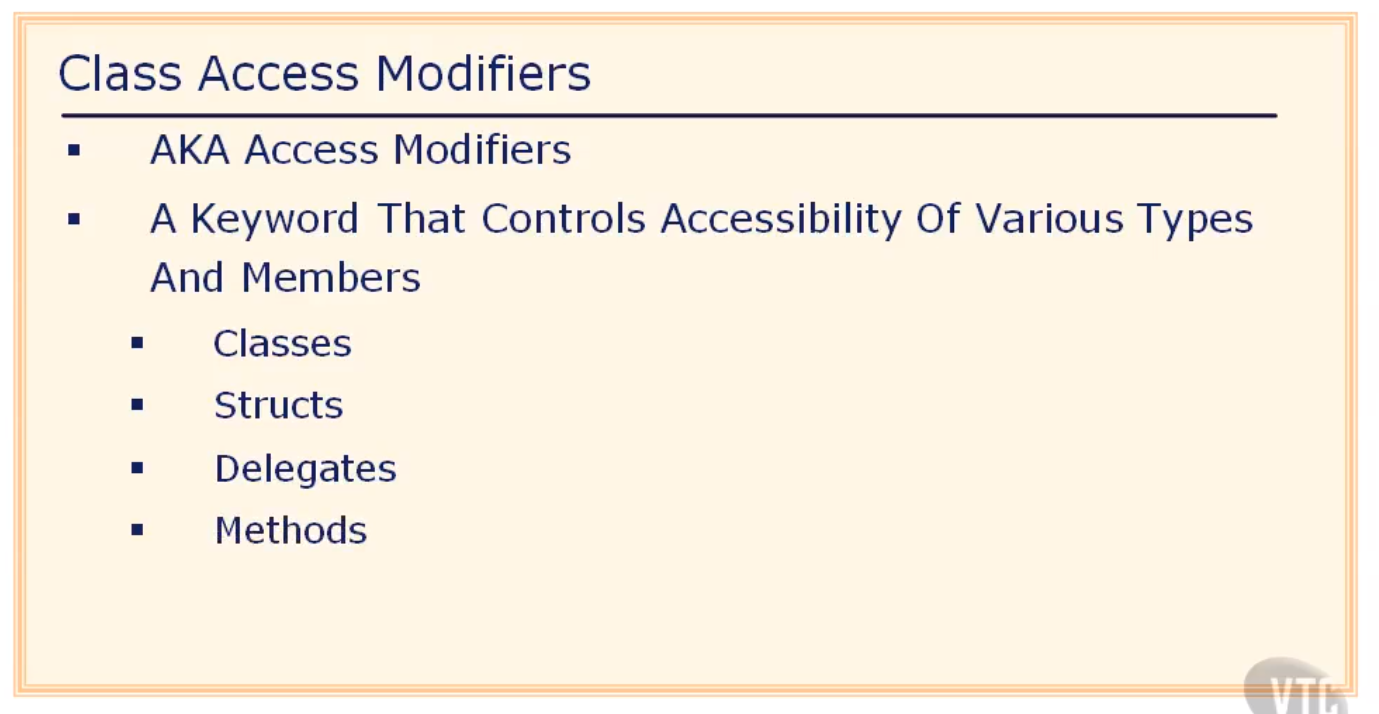 Class Access Modifiers
AKA Access Modifiers
A Keyword That Controls Accessibility Of Various Types
And Members
Classes
Structs
Delegates
Methods
VTC